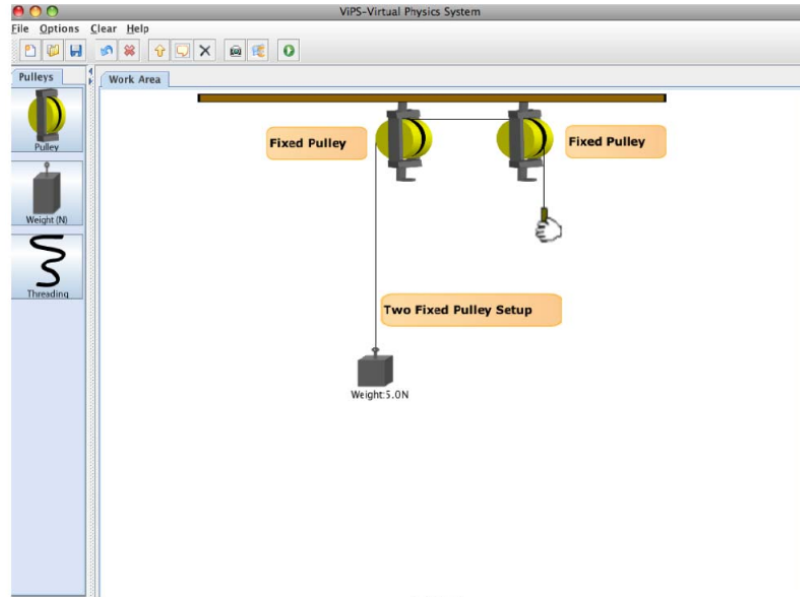 ViPS-Virtual Physics System
File Options Clear Help
Pulleys
Work Area
Pulley
Weight (N)
Threading
Fixed Pulley
Fixed Pulley
Two Fixed Pulley Setup
Weight:5.0N